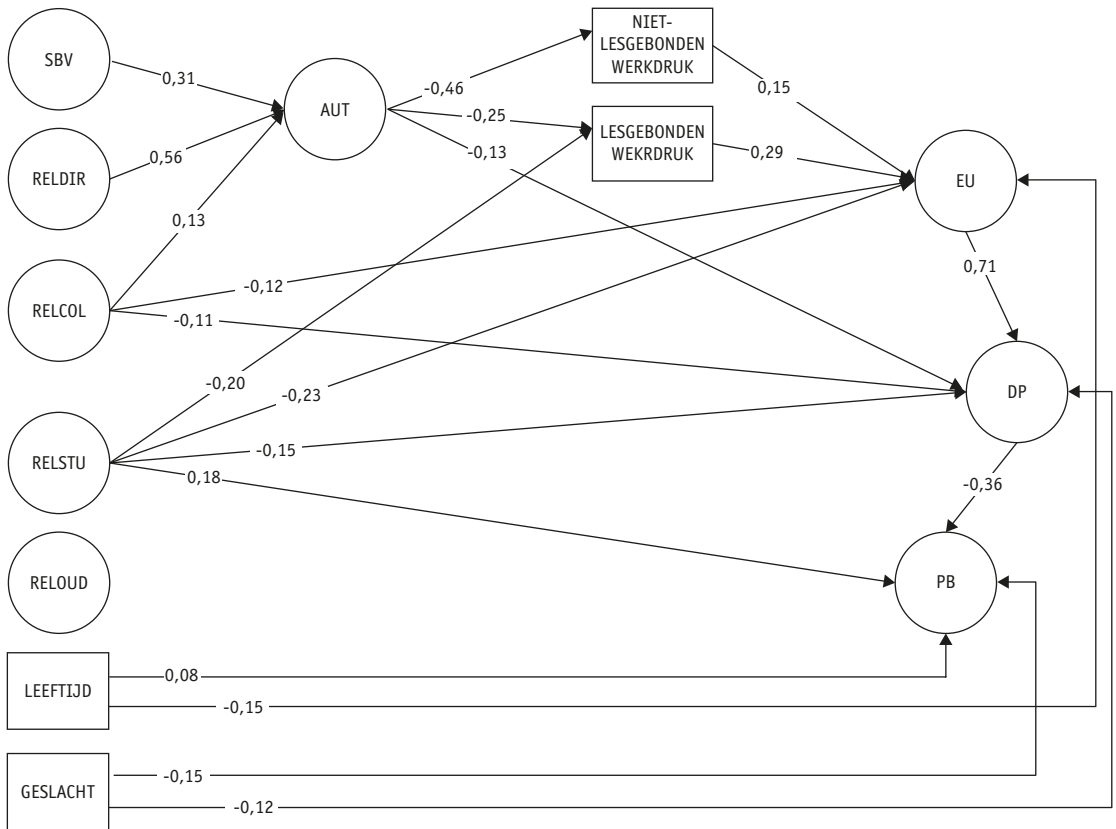 NIET-
LESGEBONDEN
WERKDRUK
SBV
0,31
AUT
-0,46
0,15
-0,25
LESGEBONDEN
WEKRDRUK
0,29
-0,13
0,56
RELDIR
EU
0,13
0,71
-0,12
RELCOL
-0,11
-0,20
-0,23
DP
-0,15
RELSTU
0,18
-0,36
RELOUD
PB
0,08
LEEFTIJD
-0,15
-0,15
GESLACHT
-0,12